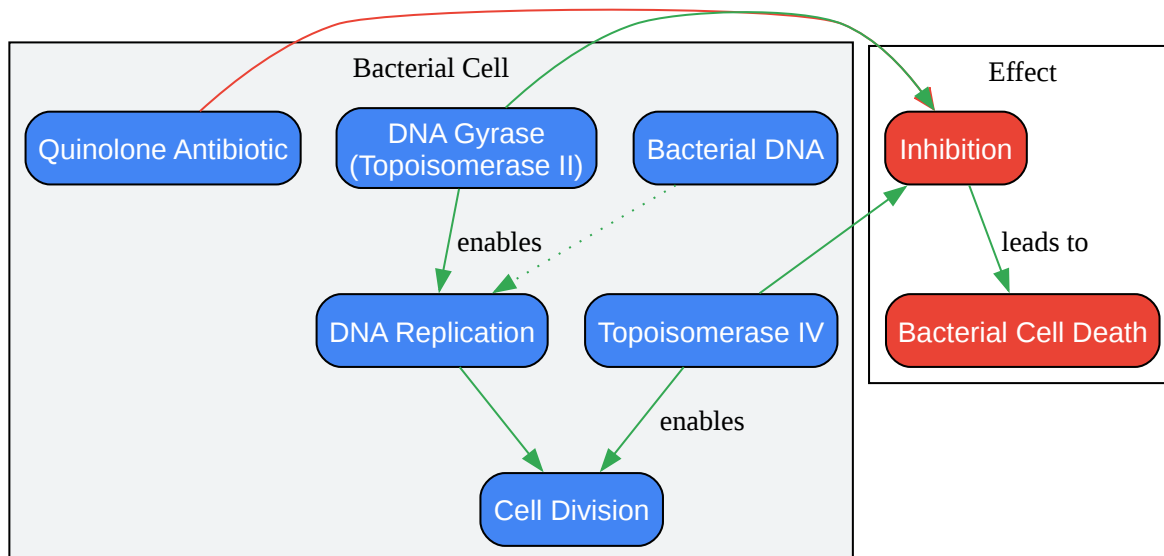 Bacterial Cell
Effect
Quinolone Antibiotic
DNA Gyrase
(Topoisomerase II)
Bacterial DNA
Inhibition
enables
leads to
DNA Replication
Topoisomerase IV
Bacterial Cell Death
enables
Cell Division